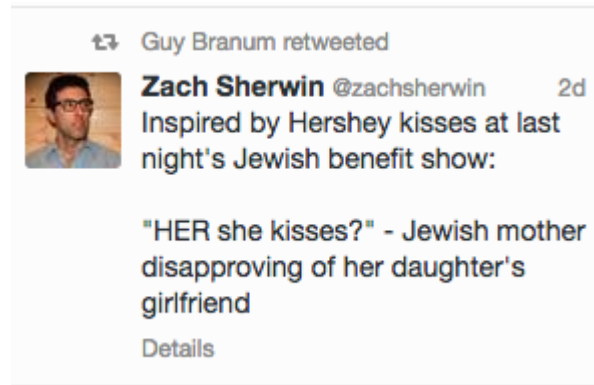 Guy Branum retweeted
Zach Sherwin @zachsherwin 2d
Inspired by Hershey kisses at last
night's Jewish benefit show:
"HER she kisses?" - Jewish mother
disapproving of her daughter's
girlfriend
Details